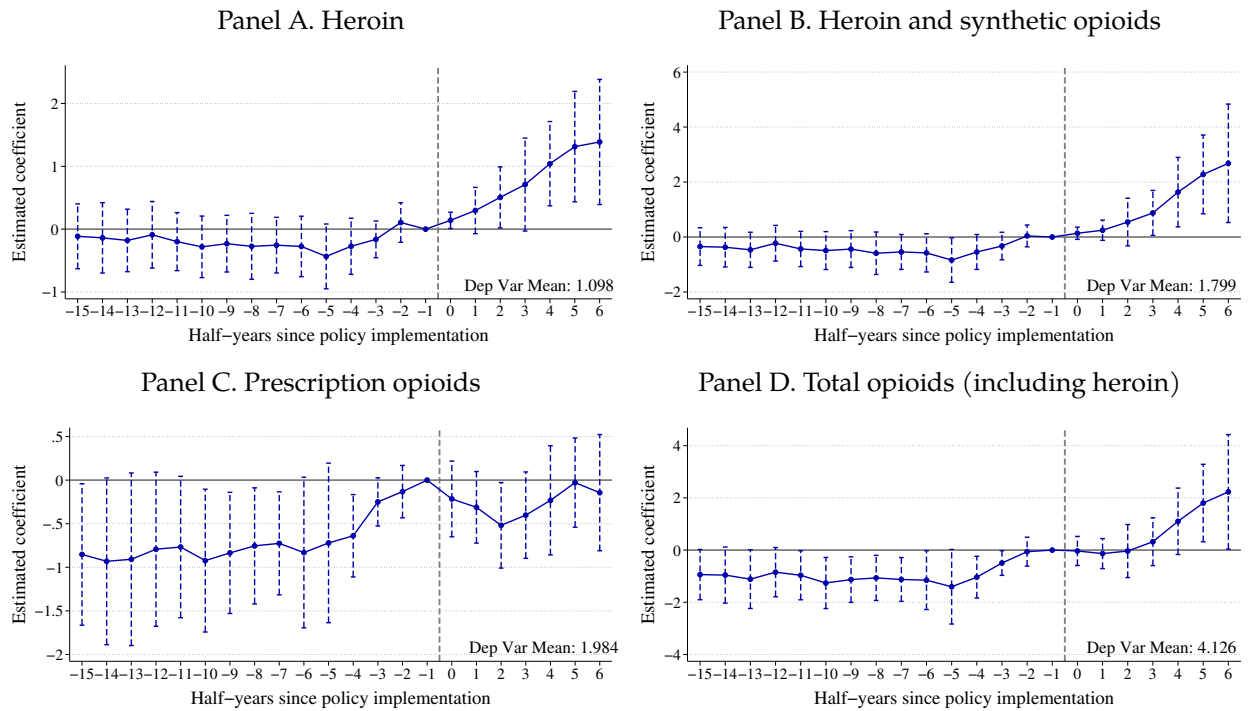 Panel A. Heroin
Estimated coefficient
2
1
0
−1
−15 −14 −13 −12 −11 −10 −9 −8 −7 −6 −5 −4 −3 −2 −1 0 1 2 3 4 5 6
Dep Var Mean: 1.098
Half−years since policy implementation
Panel B. Heroin and synthetic opioids
Estimated coefficient
6
4
2
0
−2
−15 −14 −13 −12 −11 −10 −9 −8 −7 −6 −5 −4 −3 −2 −1 0 1 2 3 4 5 6
Dep Var Mean: 1.799
Half−years since policy implementation
Panel C. Prescription opioids
Estimated coefficient
.5
0
−.5
−1
−1.5
−2
−15 −14 −13 −12 −11 −10 −9 −8 −7 −6 −5 −4 −3 −2 −1 0 1 2 3 4 5 6
Dep Var Mean: 1.984
Half−years since policy implementation
Panel D. Total opioids (including heroin)
Estimated coefficient
4
2
0
−2
−4
−15 −14 −13 −12 −11 −10 −9 −8 −7 −6 −5 −4 −3 −2 −1 0 1 2 3 4 5 6
Dep Var Mean: 4.126
Half−years since policy implementation